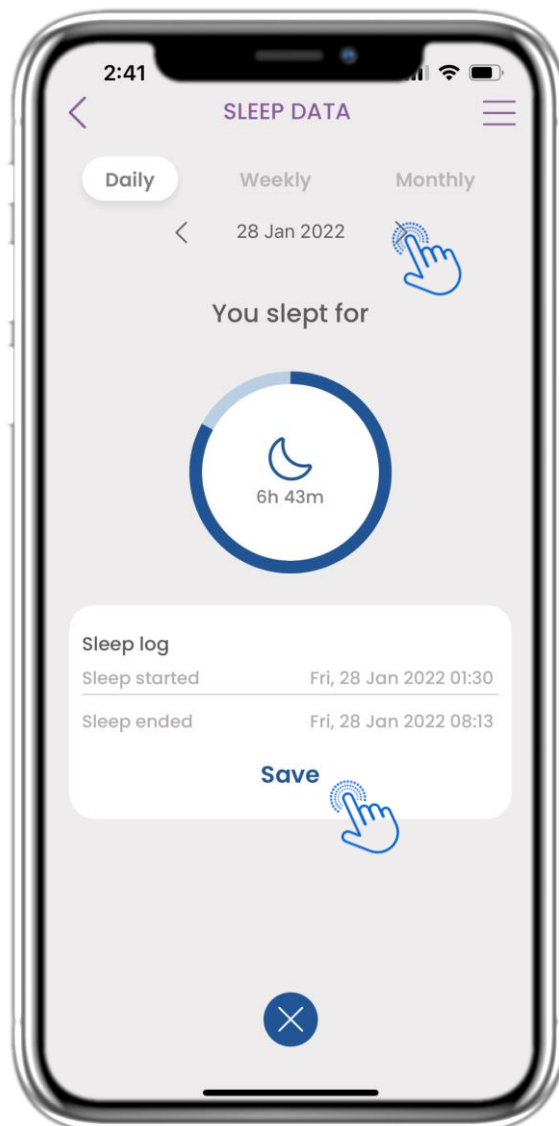 2:41
SLEEP DATA
Daily Weekly Monthly
28 Jan 2022
You slept for
6h 43m
Sleep log
Sleep started Fri, 28 Jan 2022 01:30
Sleep ended Fri, 28 Jan 2022 08:13
Save